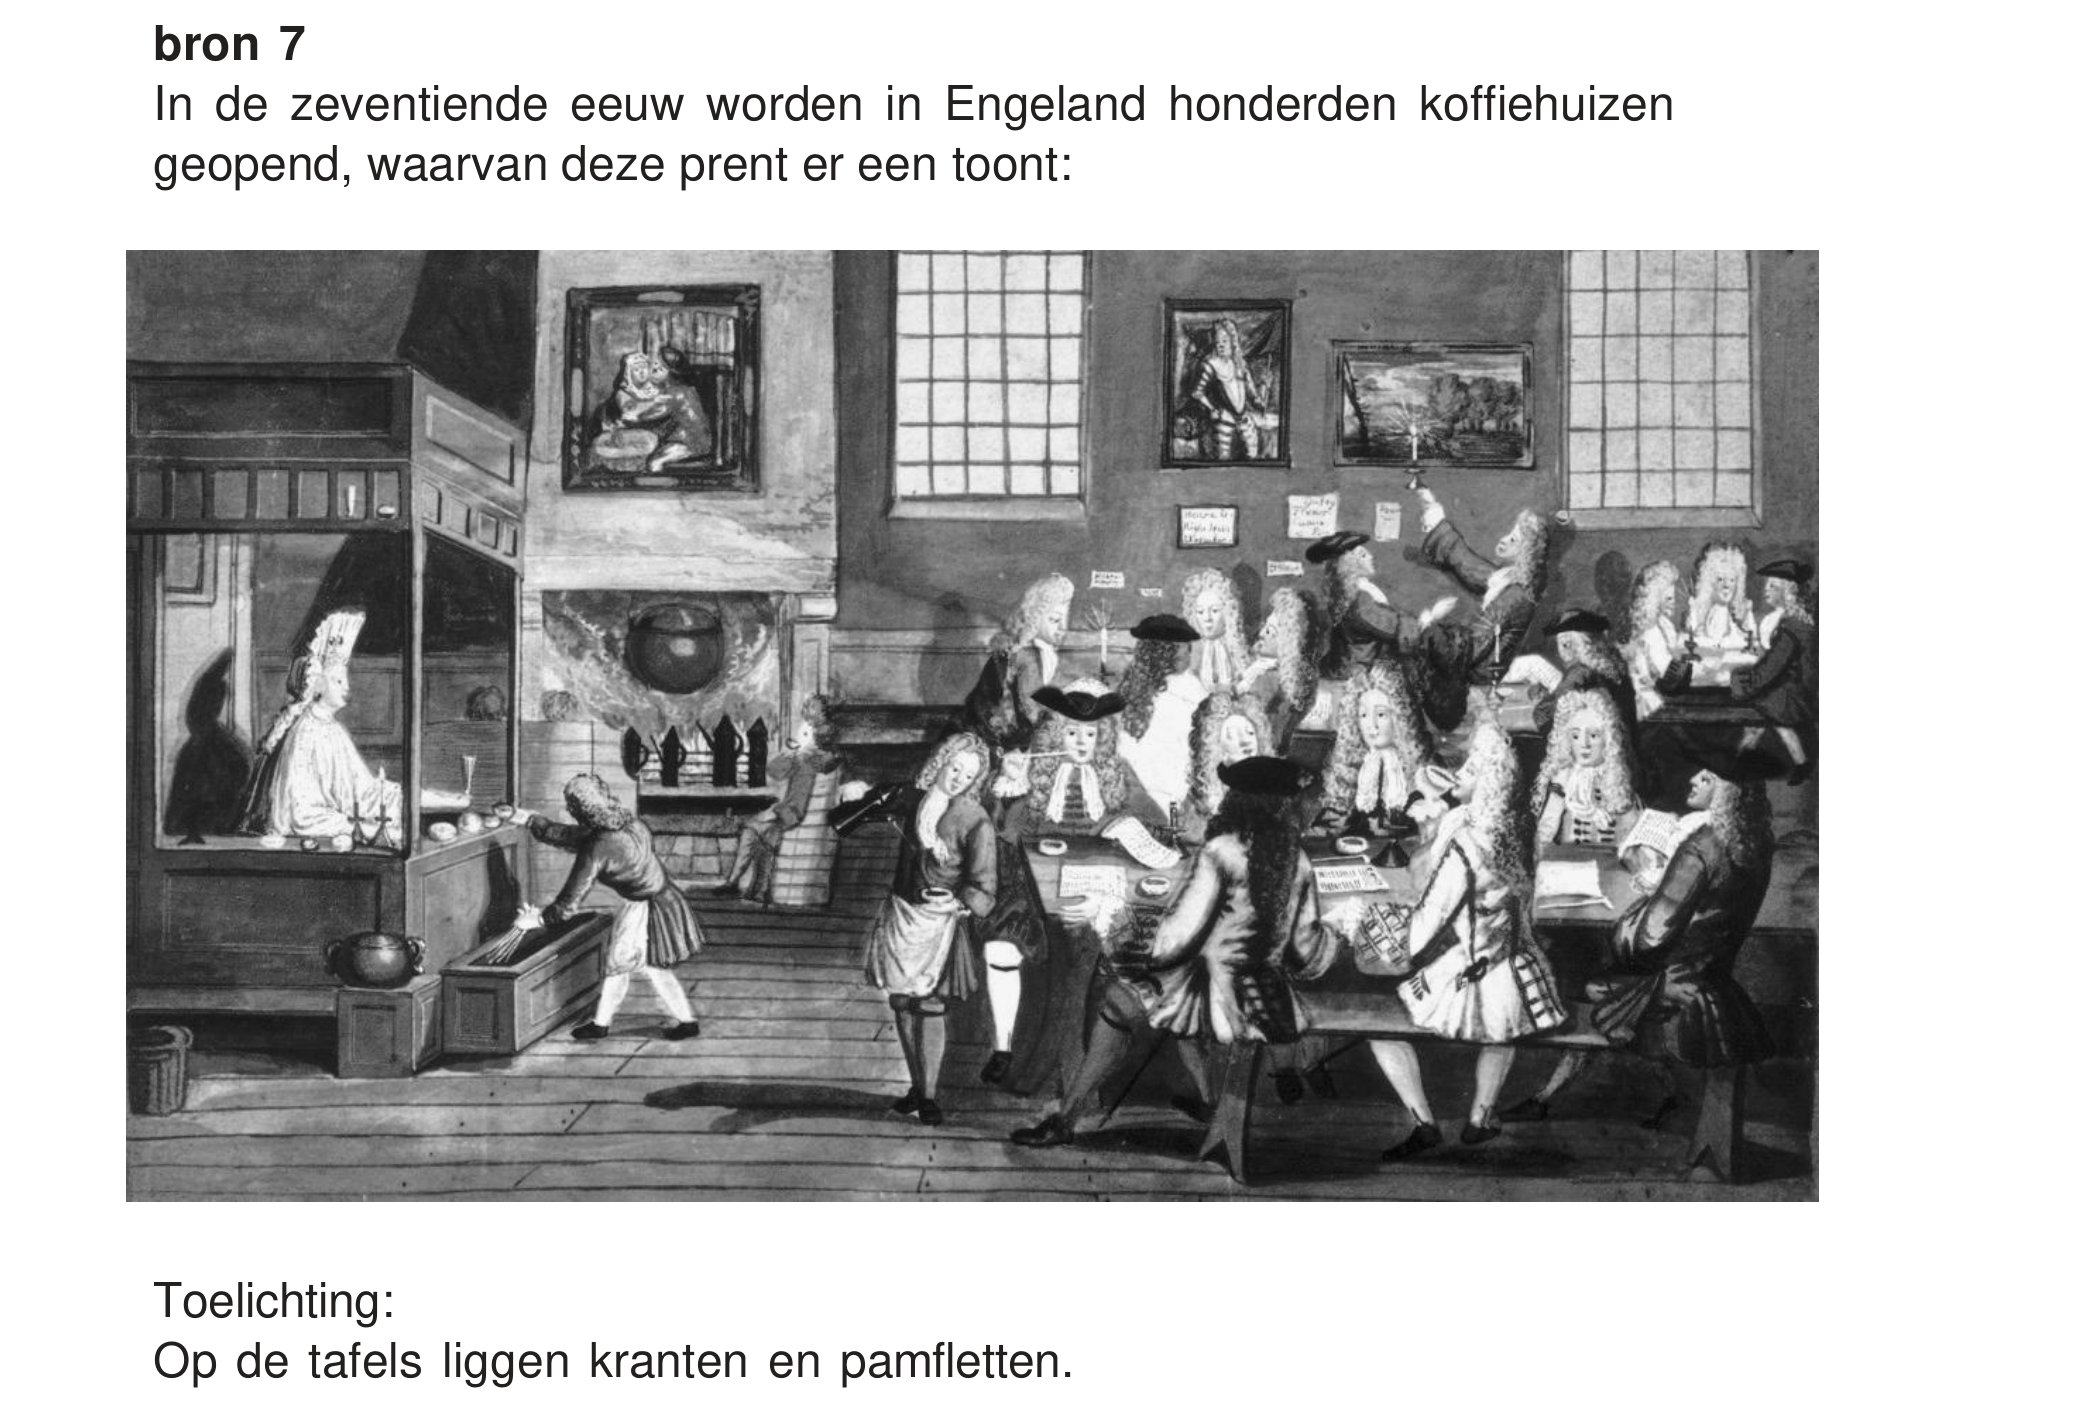 bron 7
In de zeventiende eeuw worden in Engeland honderden koffiehuizen
geopend, waarvan deze prent er een toont:
Toelichting:
Op de tafels liggen kranten en pamfletten.